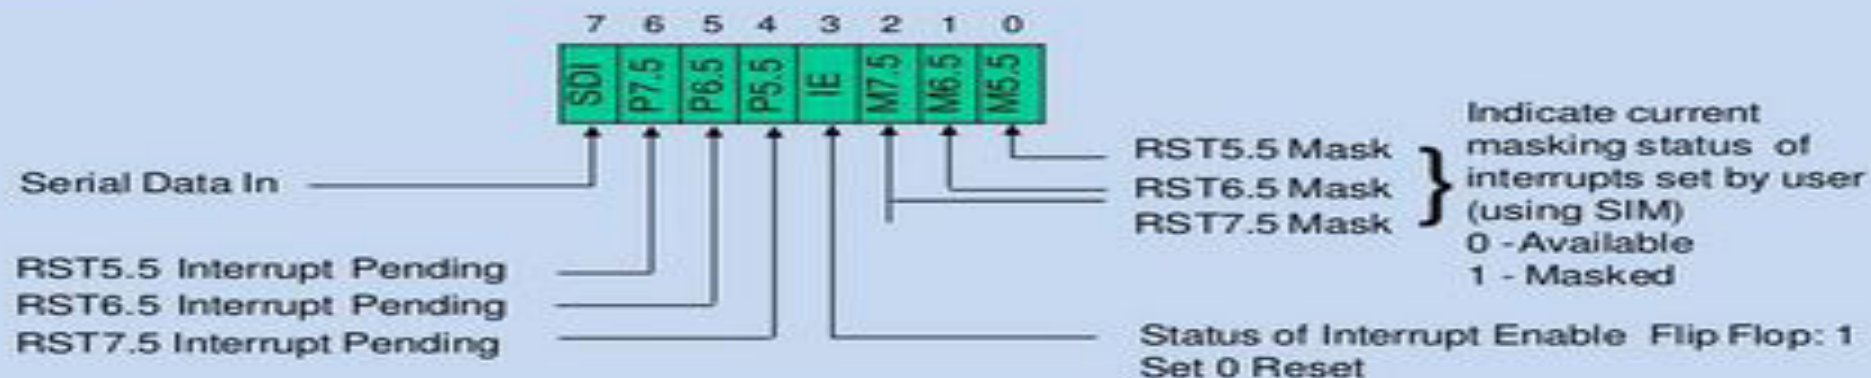 7 6 5 4 3 2 1 0
SDI P7.5 P6.5 P5.5 IE M7.5 M6.5 M5.5
Serial Data In
RST5.5 Interrupt Pending
RST6.5 Interrupt Pending
RST7.5 Interrupt Pending
RST5.5 Mask
RST6.5 Mask
RST7.5 Mask
Indicate current
masking status of
interrupts set by user
(using SIM)
0 - Available
1 - Masked
Status of Interrupt Enable Flip Flop: 1
Set 0 Reset